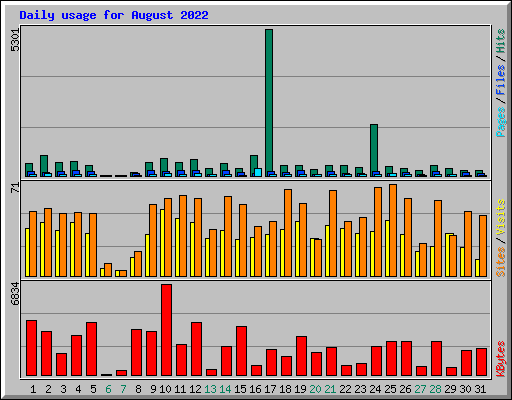 Daily usage for August 2022
5301
Pages / Files / Hits
71
Sites / Visits
6834
KBytes
1 2 3 4 5 6 7 8 9 10 11 12 13 14 15 16 17 18 19 20 21 22 23 24 25 26 27 28 29 30 31